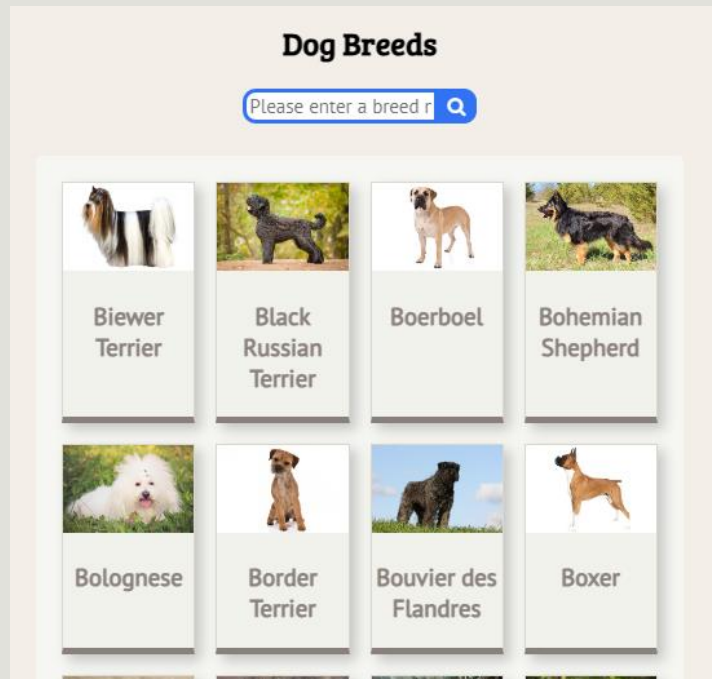 Dog Breeds
Please enter a breed r
Biewer
Terrier
Black
Russian
Terrier
Boerboel
Bohemian
Shepherd
Bolognese
Border
Terrier
Bouvier des
Flandres
Boxer